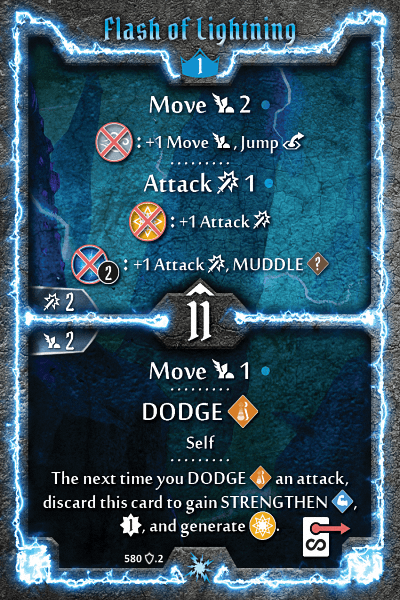 Flash of Lightning
1
Move 2
: +1 Move , Jump
Attack 1
: +1 Attack
2 : +1 Attack , MUDDLE ?
2
11
2
Move 1
DODGE
Self
The next time you DODGE an attack,
discard this card to gain STRENGTHEN ,
1 , and generate .
S
580 .2